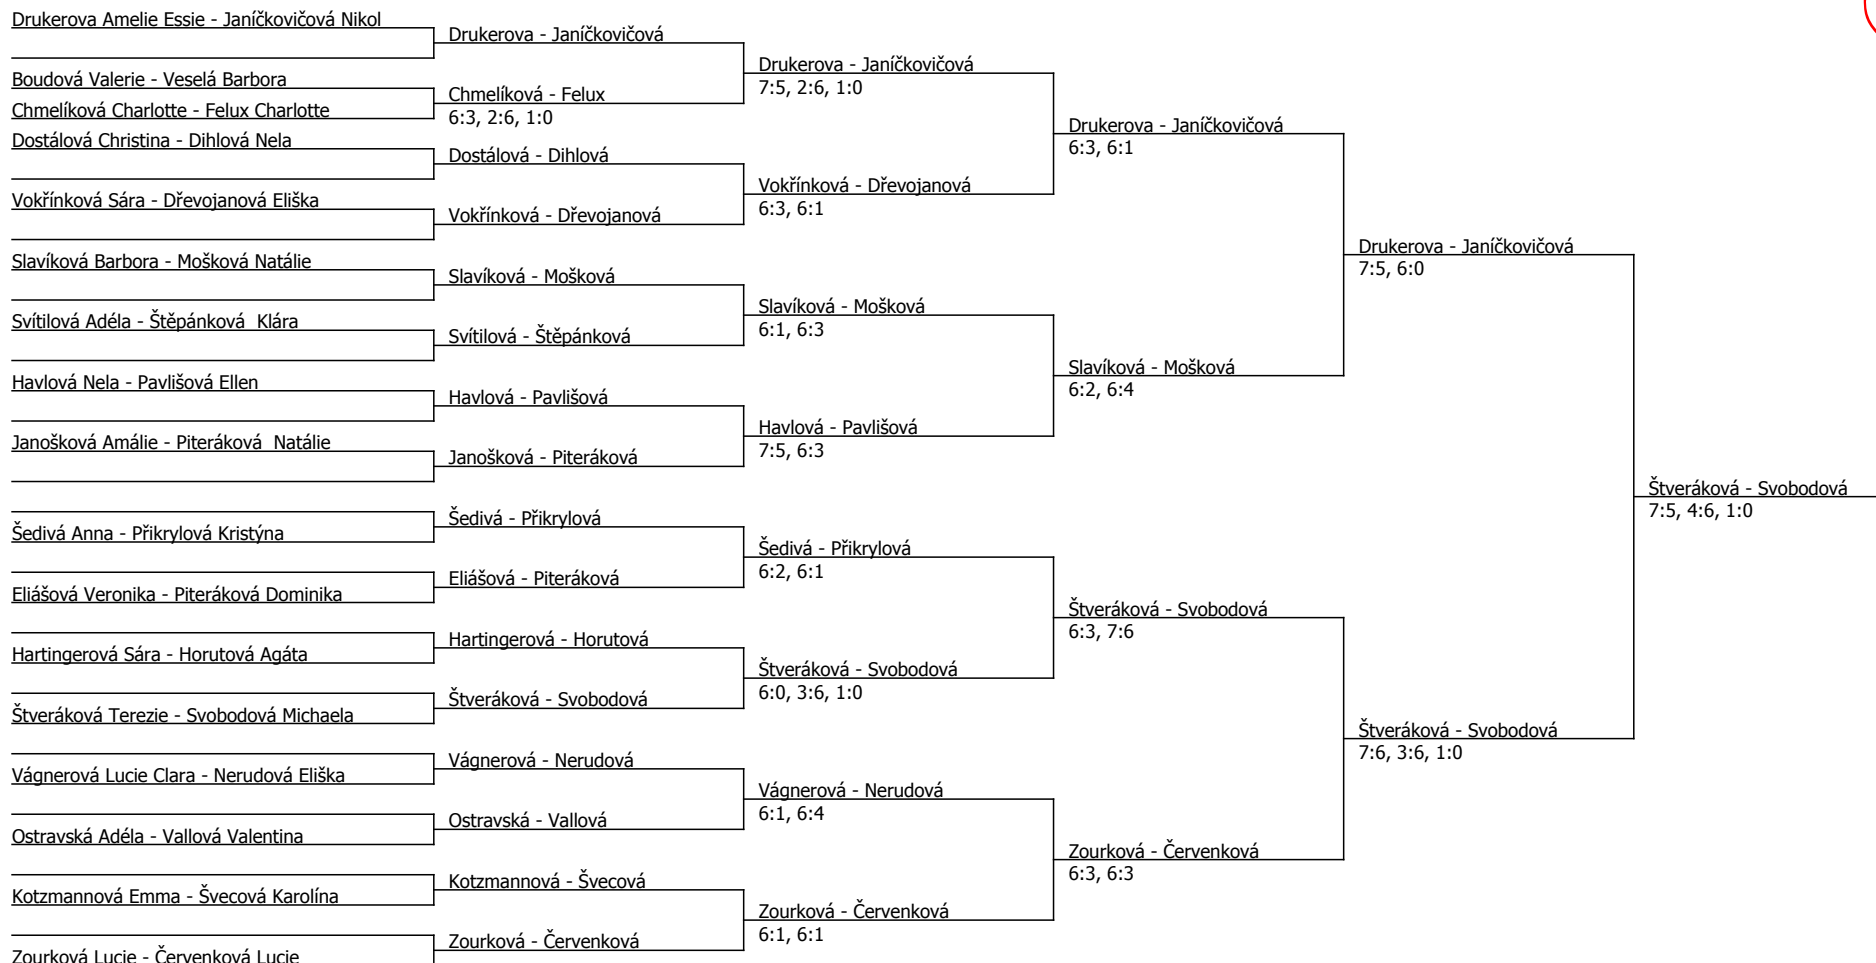 Drukerova Amelie Essie - Janíčkovičová Nikol
Boudová Valerie - Veselá Barbora
Chmelíková Charlotte - Felux Charlotte
Dostálová Christina - Dihlová Nela
Vokřínková Sára - Dřevojanová Eliška
Slavíková Barbora - Mošková Natálie
Svítilová Adéla - Štěpánková Klára
Havlová Nela - Pavlišová Ellen
Janošková Amálie - Piteráková Natálie
Šedivá Anna - Přikrylová Kristýna
Eliášová Veronika - Piteráková Dominika
Hartingerová Sára - Horutová Agáta
Štveráková Terezie - Svobodová Michaela
Vágnerová Lucie Clara - Nerudová Eliška
Ostravská Adéla - Vallová Valentina
Kotzmannová Emma - Švecová Karolína
Zourková Lucie - Červenková Lucie
Drukerova - Janíčkovičová
Chmelíková - Felux
6:3, 2:6, 1:0
Dostálová - Dihlová
Vokřínková - Dřevojanová
Slavíková - Mošková
Svítilová - Štěpánková
Havlová - Pavlišová
Janošková - Piteráková
Šedivá - Přikrylová
Eliášová - Piteráková
Hartingerová - Horutová
Štveráková - Svobodová
Vágnerová - Nerudová
Ostravská - Vallová
Kotzmannová - Švecová
Zourková - Červenková
Drukerova - Janíčkovičová
7:5, 2:6, 1:0
Vokřínková - Dřevojanová
6:3, 6:1
Slavíková - Mošková
6:1, 6:3
Havlová - Pavlišová
7:5, 6:3
Šedivá - Přikrylová
6:2, 6:1
Štveráková - Svobodová
6:0, 3:6, 1:0
Vágnerová - Nerudová
6:1, 6:4
Zourková - Červenková
6:1, 6:1
Drukerova - Janíčkovičová
6:3, 6:1
Slavíková - Mošková
6:2, 6:4
Štveráková - Svobodová
6:3, 7:6
Zourková - Červenková
6:3, 6:3
Drukerova - Janíčkovičová
7:5, 6:0
Štveráková - Svobodová
7:6, 3:6, 1:0
Štveráková - Svobodová
7:5, 4:6, 1:0